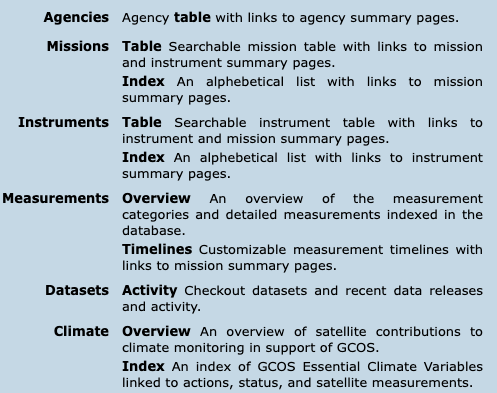 Agencies Agency table with links to agency summary pages.
Missions Table Searchable mission table with links to mission
and instrument summary pages.
Index An alphebetical list with links to mission
summary pages.
Instruments Table Searchable instrument table with links to
instrument and mission summary pages.
Index An alphebetical list with links to instrument
summary pages.
Measurements Overview An overview of the measurement
categories and detailed measurements indexed in the
database.
Timelines Customizable measurement timelines with
links to mission summary pages.
Datasets Activity Checkout datasets and recent data releases
and activity.
Climate Overview An overview of satellite contributions to
climate monitoring in support of GCOS.
Index An index of GCOS Essential Climate Variables
linked to actions, status, and satellite measurements.